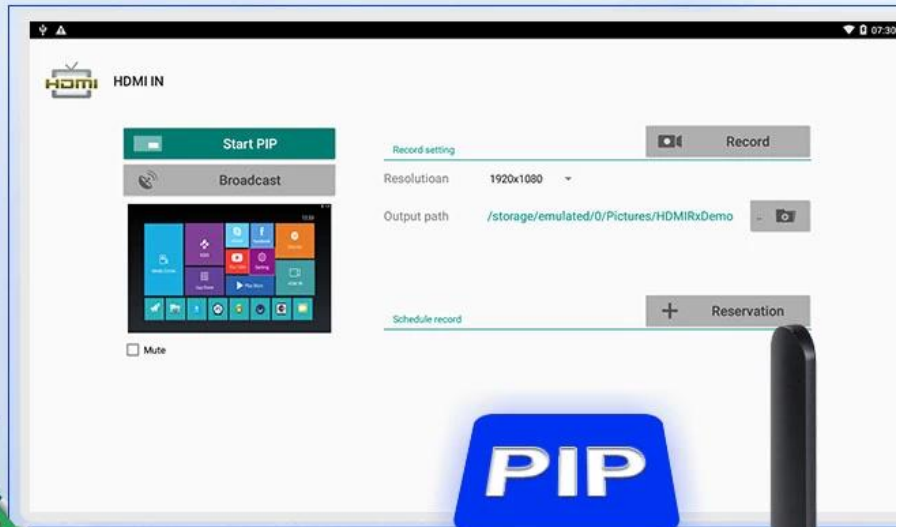 07:30
HDMI
HDMI IN
Start PIP
Broadcast
Mute
Record setting
Record
Resolutioan 1920x1080
Output path /storage/emulated/0/Pictures/HDMIRxDemo
Schedule record
Reservation
PIP